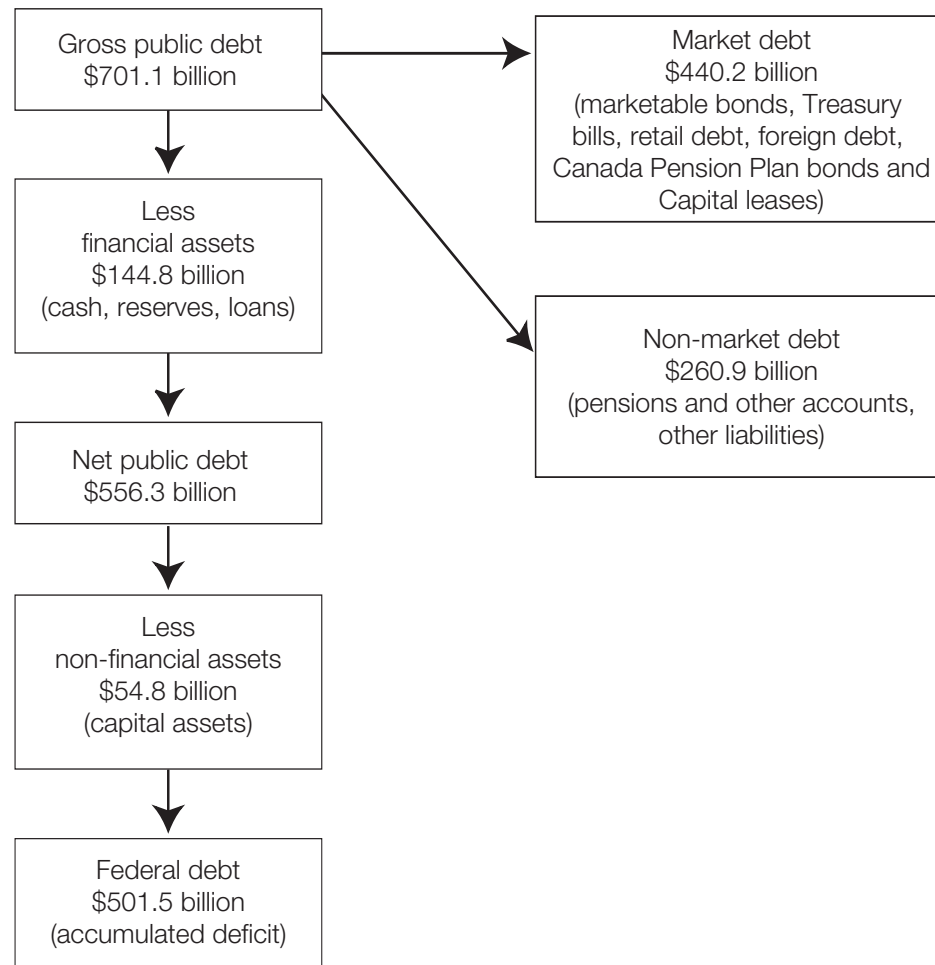 Gross public debt
$701.1 billion
Market debt
$440.2 billion
(marketable bonds, Treasury
bills, retail debt, foreign debt,
Canada Pension Plan bonds and
Capital leases)
Less
financial assets
$144.8 billion
(cash, reserves, loans)
Non-market debt
$260.9 billion
(pensions and other accounts,
other liabilities)
Net public debt
$556.3 billion
Less
non-financial assets
$54.8 billion
(capital assets)
Federal debt
$501.5 billion
(accumulated deficit)